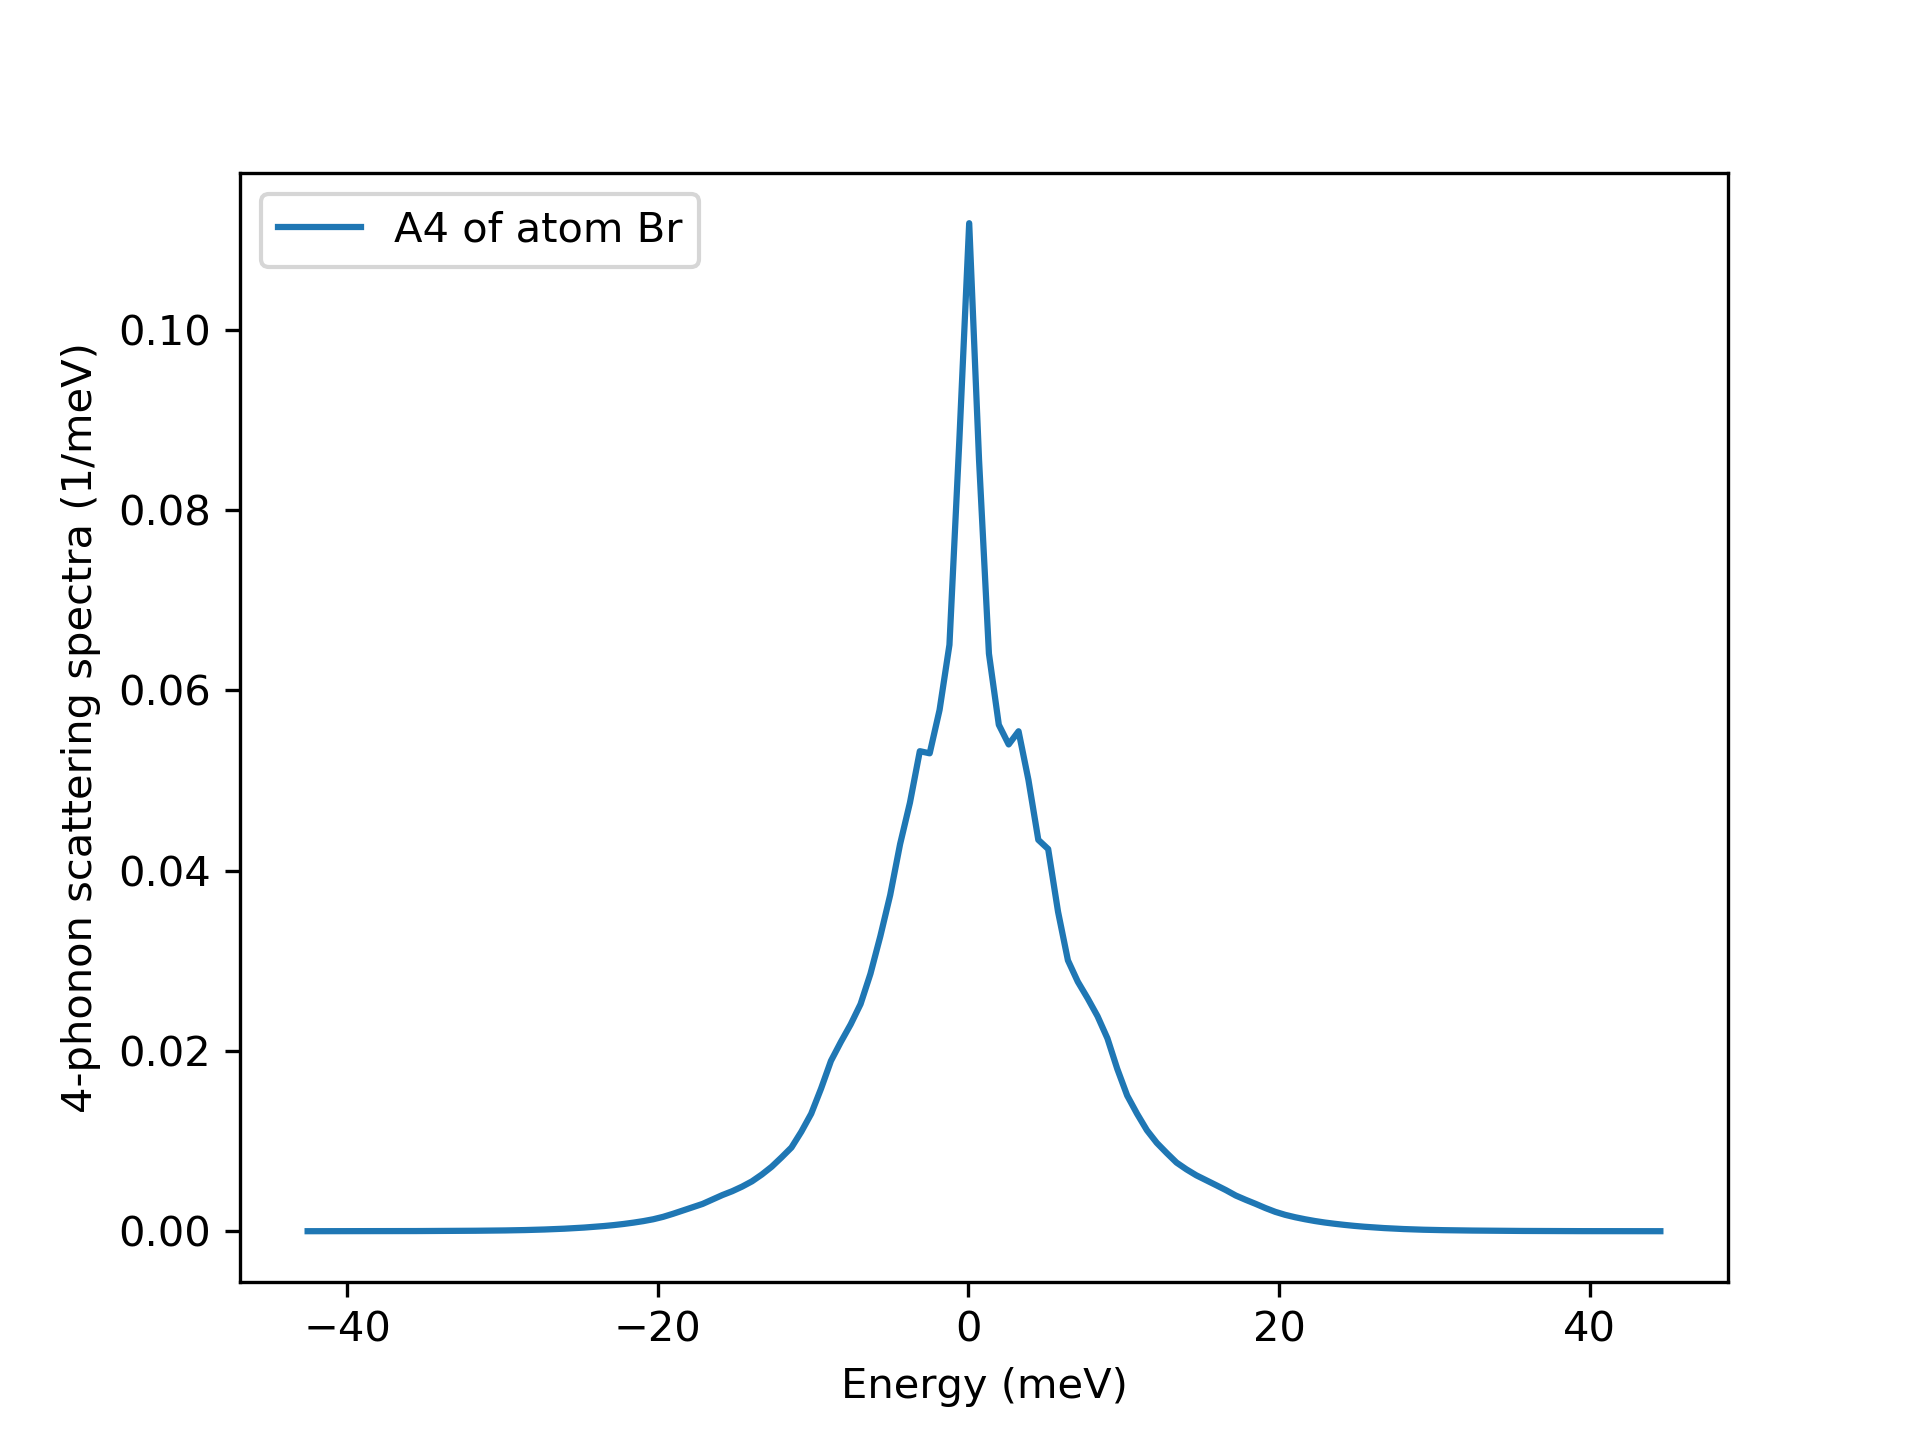 A4 of atom Br
4-phonon scattering spectra (1/meV)
0.10
0.08
0.06
0.04
0.02
0.00
−40 −20 0 20 40
Energy (meV)